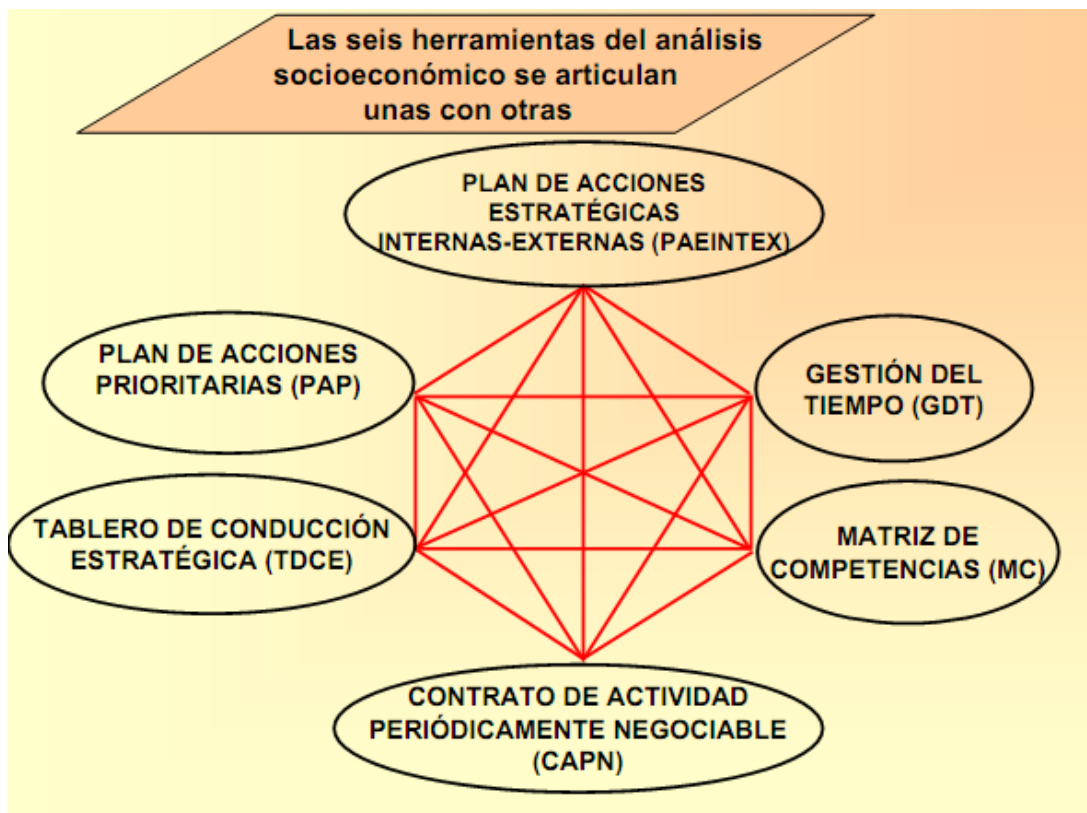 Las seis herramientas del análisis
socioeconómico se articulan
unas con otras
PLAN DE ACCIONES
ESTRATÉGICAS
INTERNAS-EXTERNAS (PAEINTEX)
PLAN DE ACCIONES
PRIORITARIAS (PAP)
GESTIÓN DEL
TIEMPO (GDT)
TABLERO DE CONDUCCIÓN
ESTRATÉGICA (TDCE)
MATRIZ DE
COMPETENCIAS (MC)
CONTRATO DE ACTIVIDAD
PERIÓDICAMENTE NEGOCIABLE
(CAPN)